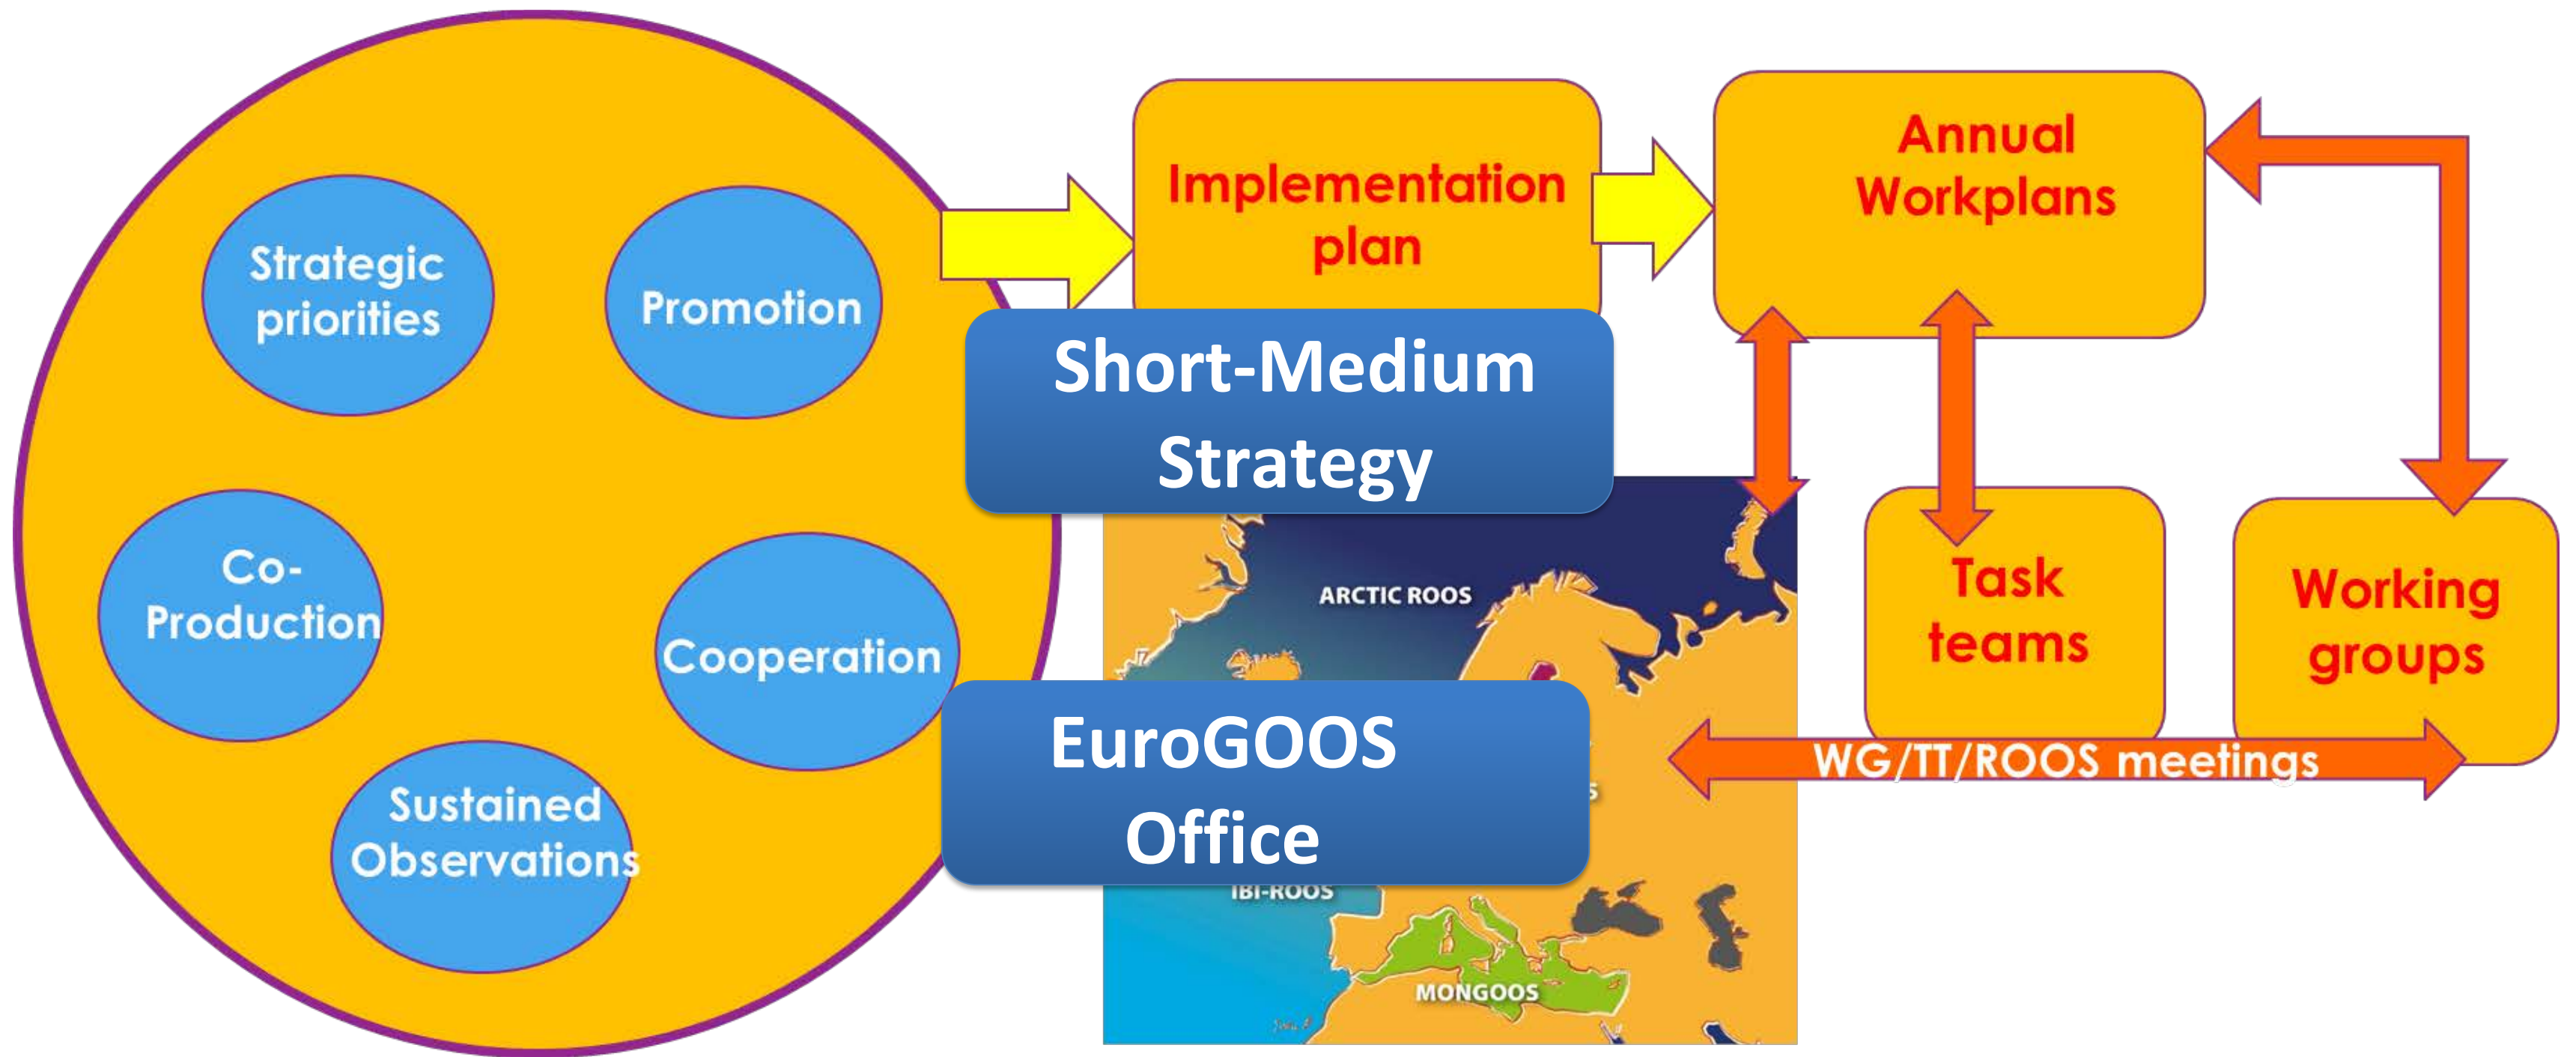 Strategic
priorities
Promotion
Co-
Production
Cooperation
Sustained
Observations
Implementation
plan
Annual
Workplans
Short-Medium
Strategy
ARCTIC ROOS
Task
teams
Working
groups
EuroGOOS
Office
WG/TT/ROOS meetings
IBI-ROOS
MONGOOS